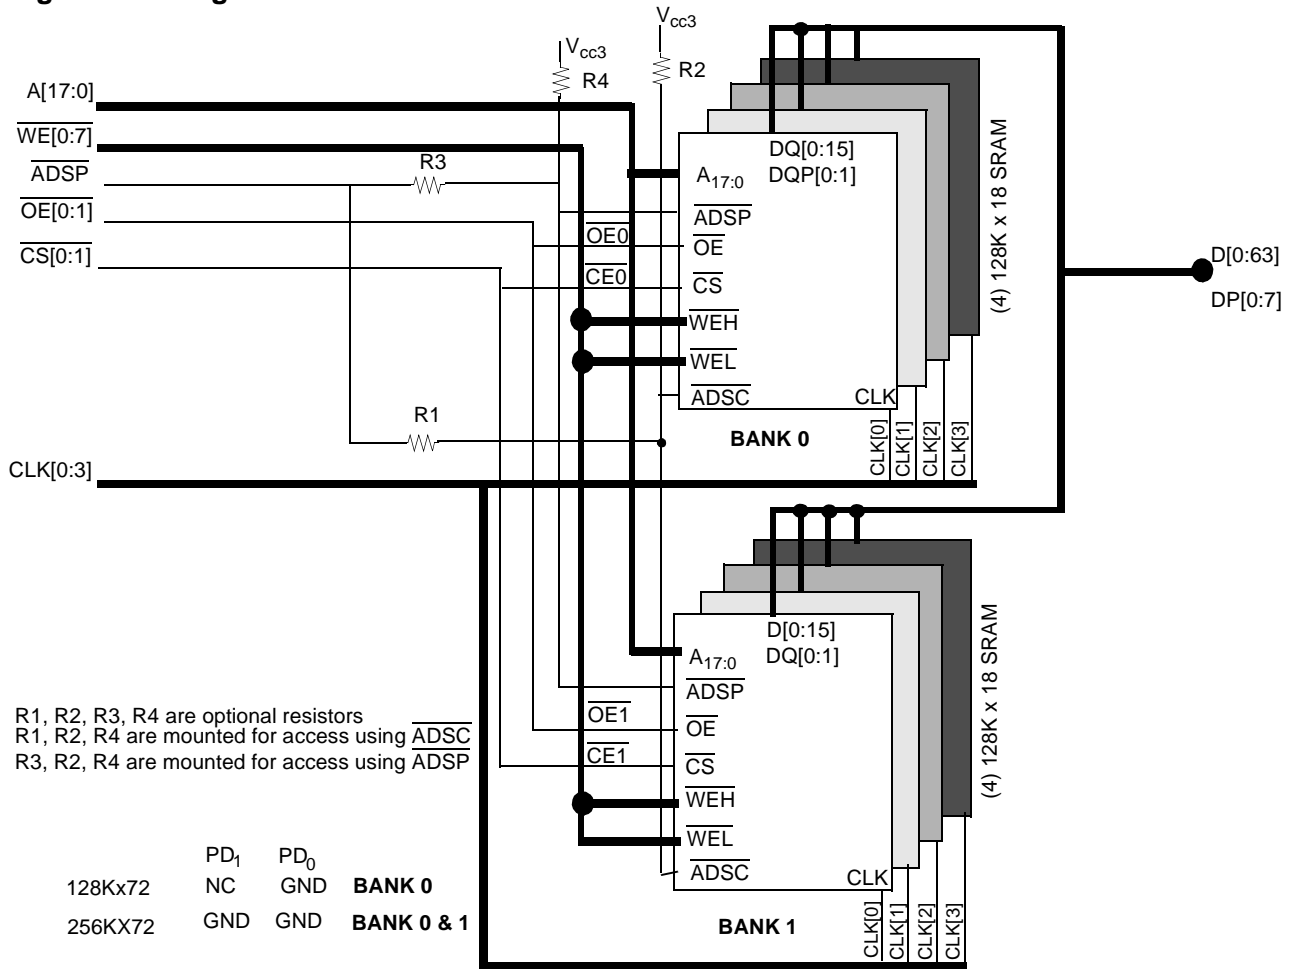 Vcc3
Vcc3
R4
R2
A[17:0]
WE[0:7]
ADSP
R3
OE[0:1]
CS[0:1]
DQ[0:15]
DQP[0:1]
A17:0
ADSP
OE0
OE
CE0
CS
WEH
WEL
ADSC
CLK
(4) 128K x 18 SRAM
D[0:63]
DP[0:7]
R1
BANK 0
CLK[0]
CLK[1]
CLK[2]
CLK[3]
CLK[0:3]
D[0:15]
DQ[0:1]
A17:0
ADSP
OE1
OE
CE1
CS
WEH
WEL
ADSC
CLK
(4) 128K x 18 SRAM
R1, R2, R3, R4 are optional resistors
R1, R2, R4 are mounted for access using ADSC
R3, R2, R4 are mounted for access using ADSP
PD1 PD0
128Kx72 NC GND BANK 0
256KX72 GND GND BANK 0 & 1
BANK 1
CLK[0]
CLK[1]
CLK[2]
CLK[3]